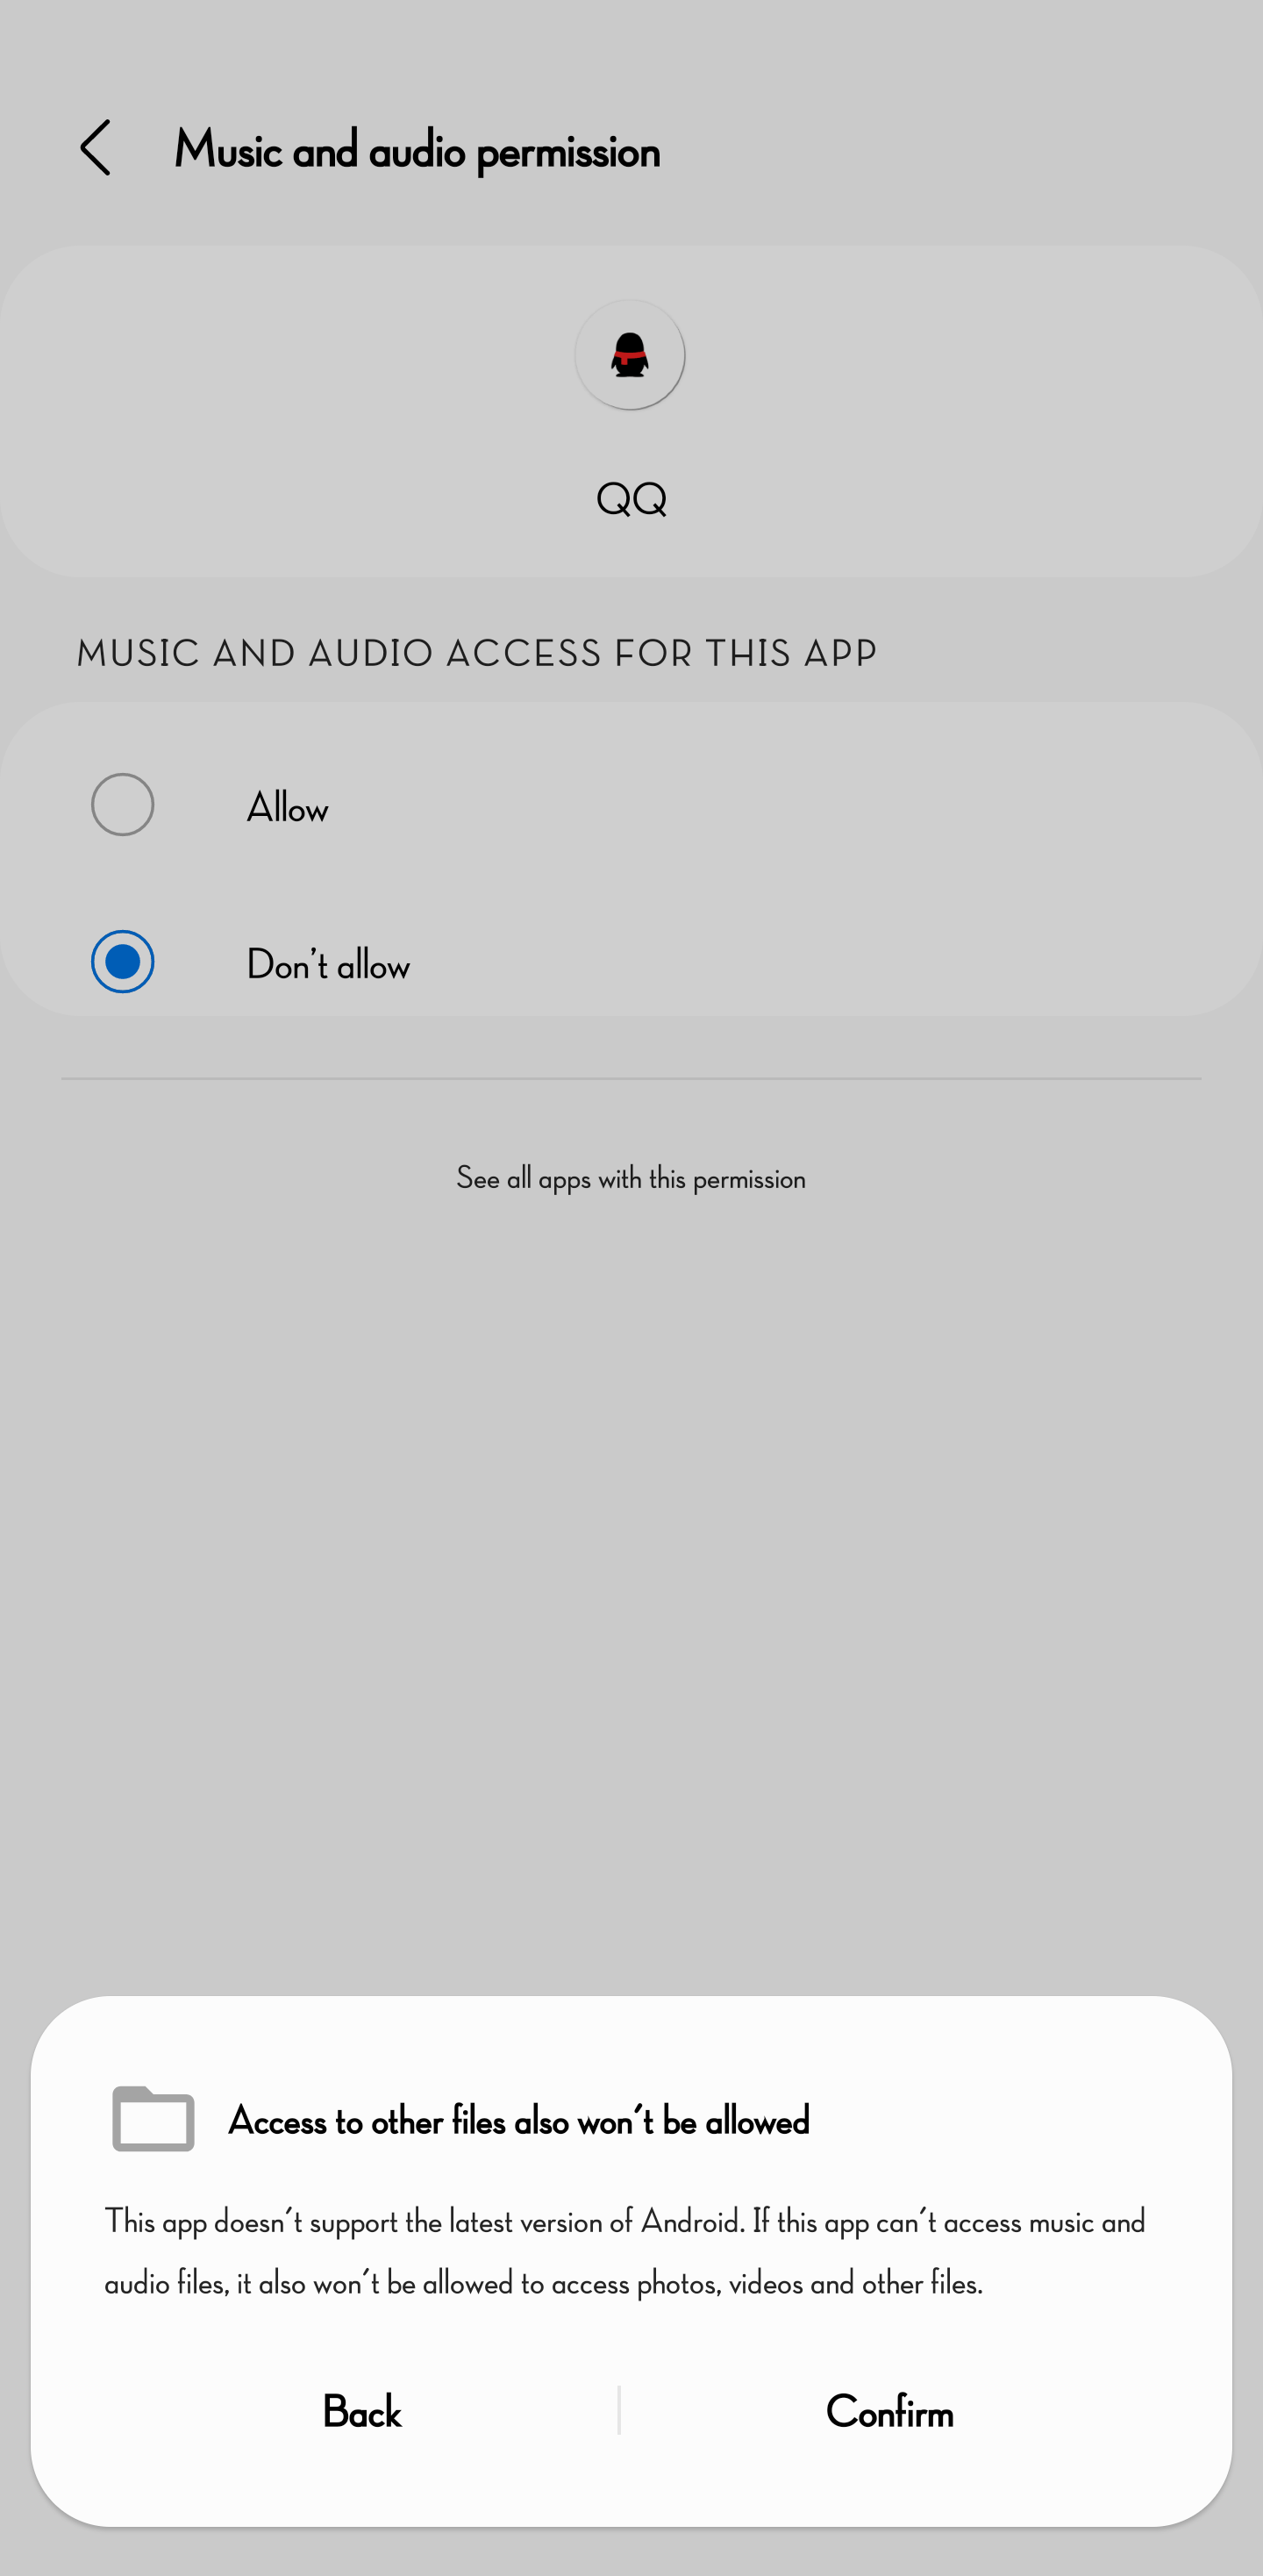 Music and audio permission
QQ
MUSIC AND AUDIO ACCESS FOR THIS APP
Allow
Don't allow
See all apps with this permission
Access to other files also won´t be allowed
This app doesn´t support the latest version of Android. If this app can´t access music and
audio files, it also won´t be allowed to access photos, videos and other files.
Back
Confirm